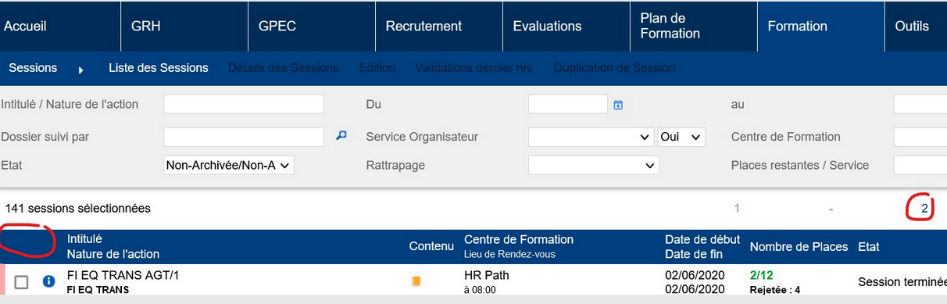 Accueil GRH GPEC Recrutement Evaluations Plan de Formation Formation Outils
Sessions Liste des Sessions Détails des Sessions Edition Validations dernier niv. Duplication de Session
Intitulé / Nature de l'action Du au
Dossier suivi par Service Organisateur Oui Centre de Formation
Etat Non-Archivée/Non-A Rattrapage Places restantes / Service
141 sessions sélectionnées 1 - 2
Intitulé Centre de Formation Date de début
Contenu Nombre de Places Etat
Nature de l'action Lieu de Rendez-vous Date de fin
FI EQ TRANS AGT/1 HR Path 02/06/2020 2/12
Session terminée
FI EQ TRANS à 08:00 02/06/2020 Rejetée : 4